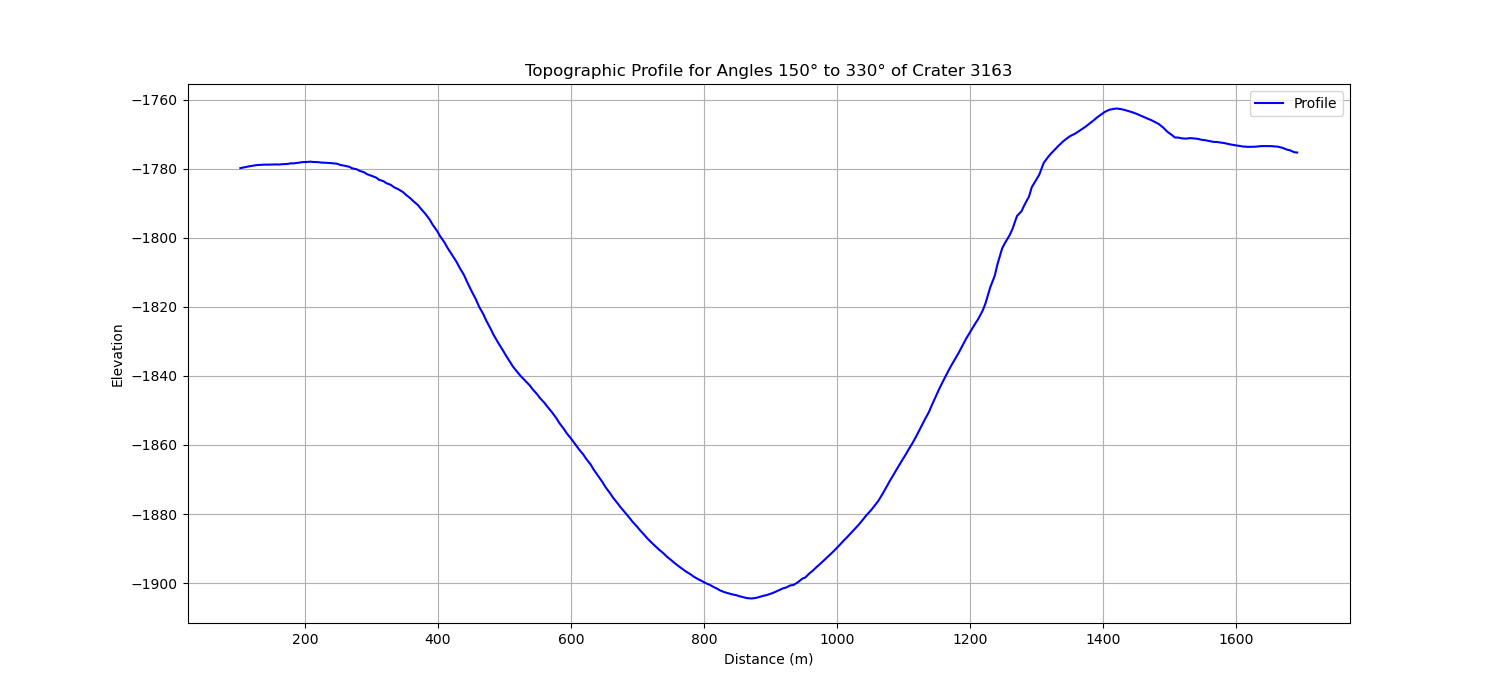 Topographic Profile for Angles 150° to 330° of Crater 3163
Profile
Elevation
−1760
−1780
−1800
−1820
−1840
−1860
−1880
−1900
200 400 600 800 1000 1200 1400 1600
Distance (m)